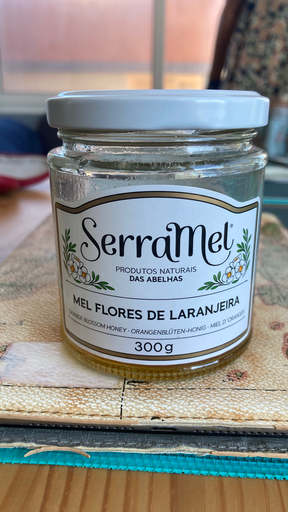 SerraMel®
PRODUTOS NATURAIS
DAS ABELHAS
MEL FLORES DE LARANJEIRA
ORANGE BLOSSOM HONEY · ORANGENBLÜTEN-HONIG · MIEL D'ORANGER
300g